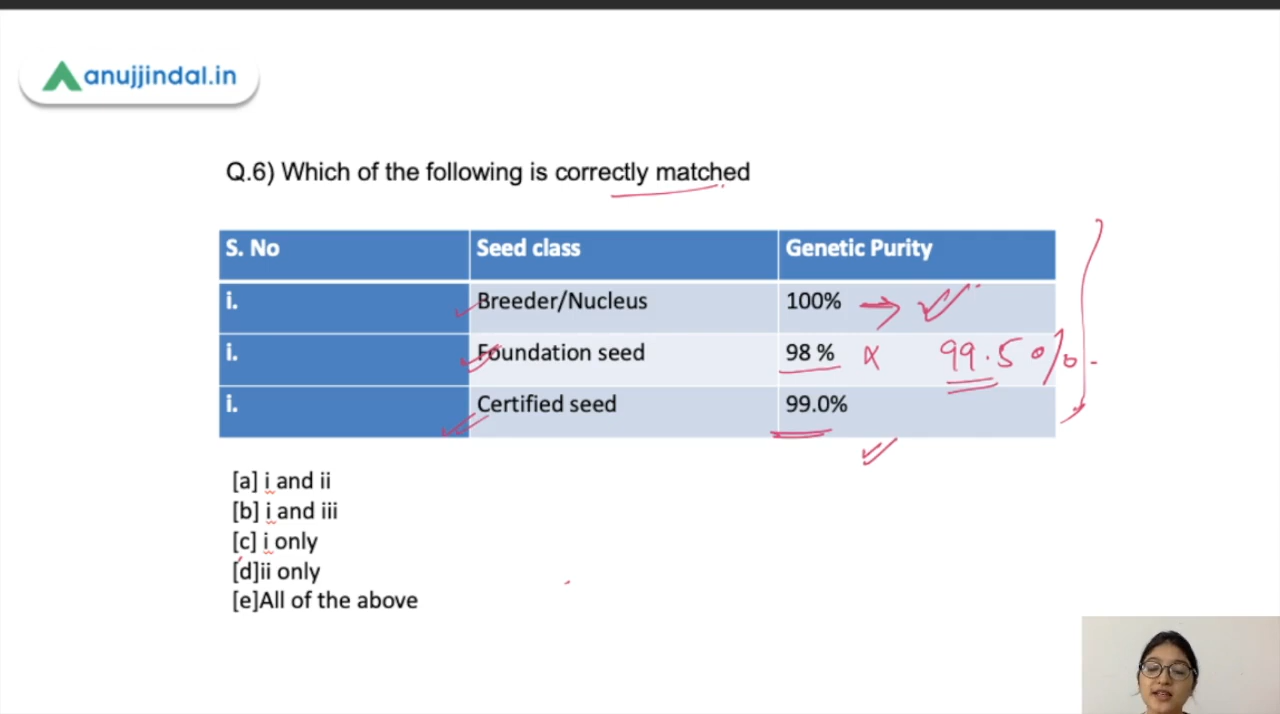 anujjindal.in
Q.6) Which of the following is correctly matched
S. No Seed class Genetic Purity
i. Breeder/Nucleus 100%
i. Foundation seed 98 % 99.5%
i. Certified seed 99.0%
[a] i and ii
[b] i and iii
[c] i only
[d]ii only
[e]All of the above